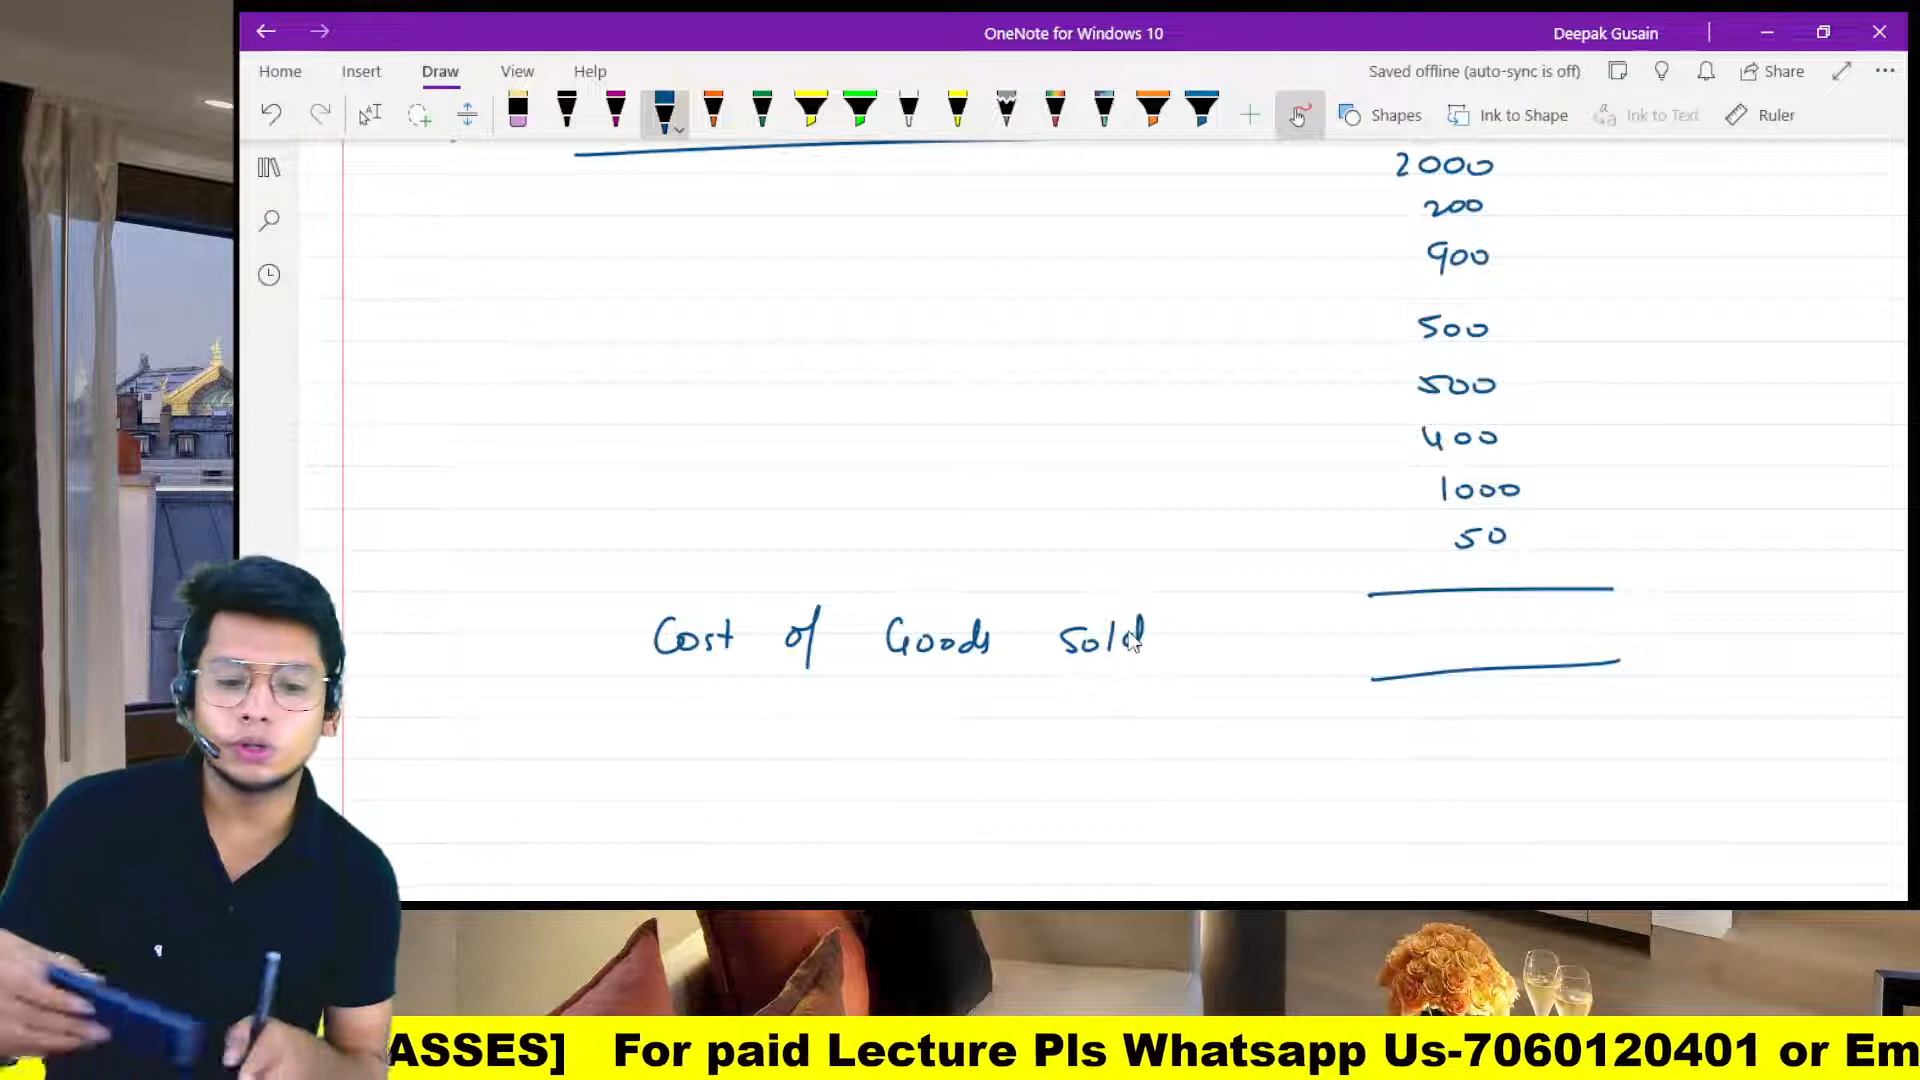 OneNote for Windows 10
Deepak Gusain
Home Insert Draw View Help
Saved offline (auto-sync is off) Share
Shapes Ink to Shape Ink to Text Ruler
2000
200
900
500
500
400
1000
50
Cost of Goods Sold
ASSES] For paid Lecture Pls Whatsapp Us-7060120401 or Em